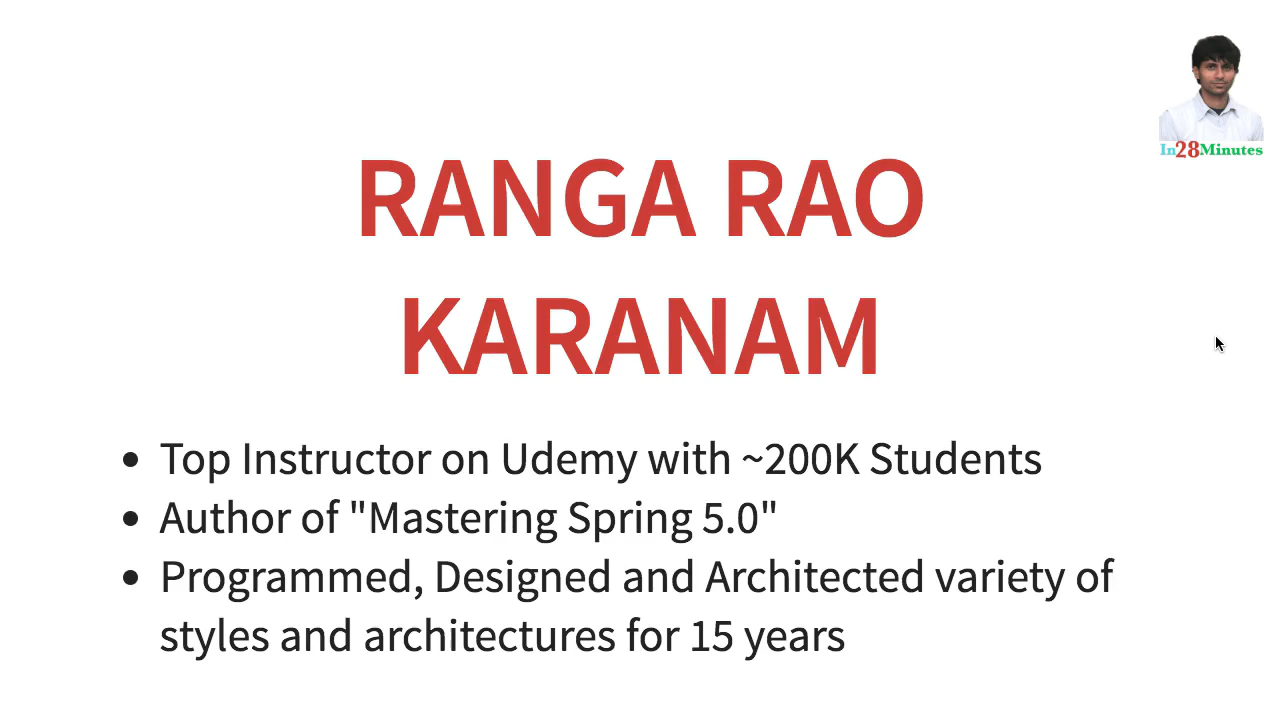 In28Minutes
RANGA RAO
KARANAM
• Top Instructor on Udemy with ~200K Students
• Author of "Mastering Spring 5.0"
• Programmed, Designed and Architected variety of
styles and architectures for 15 years